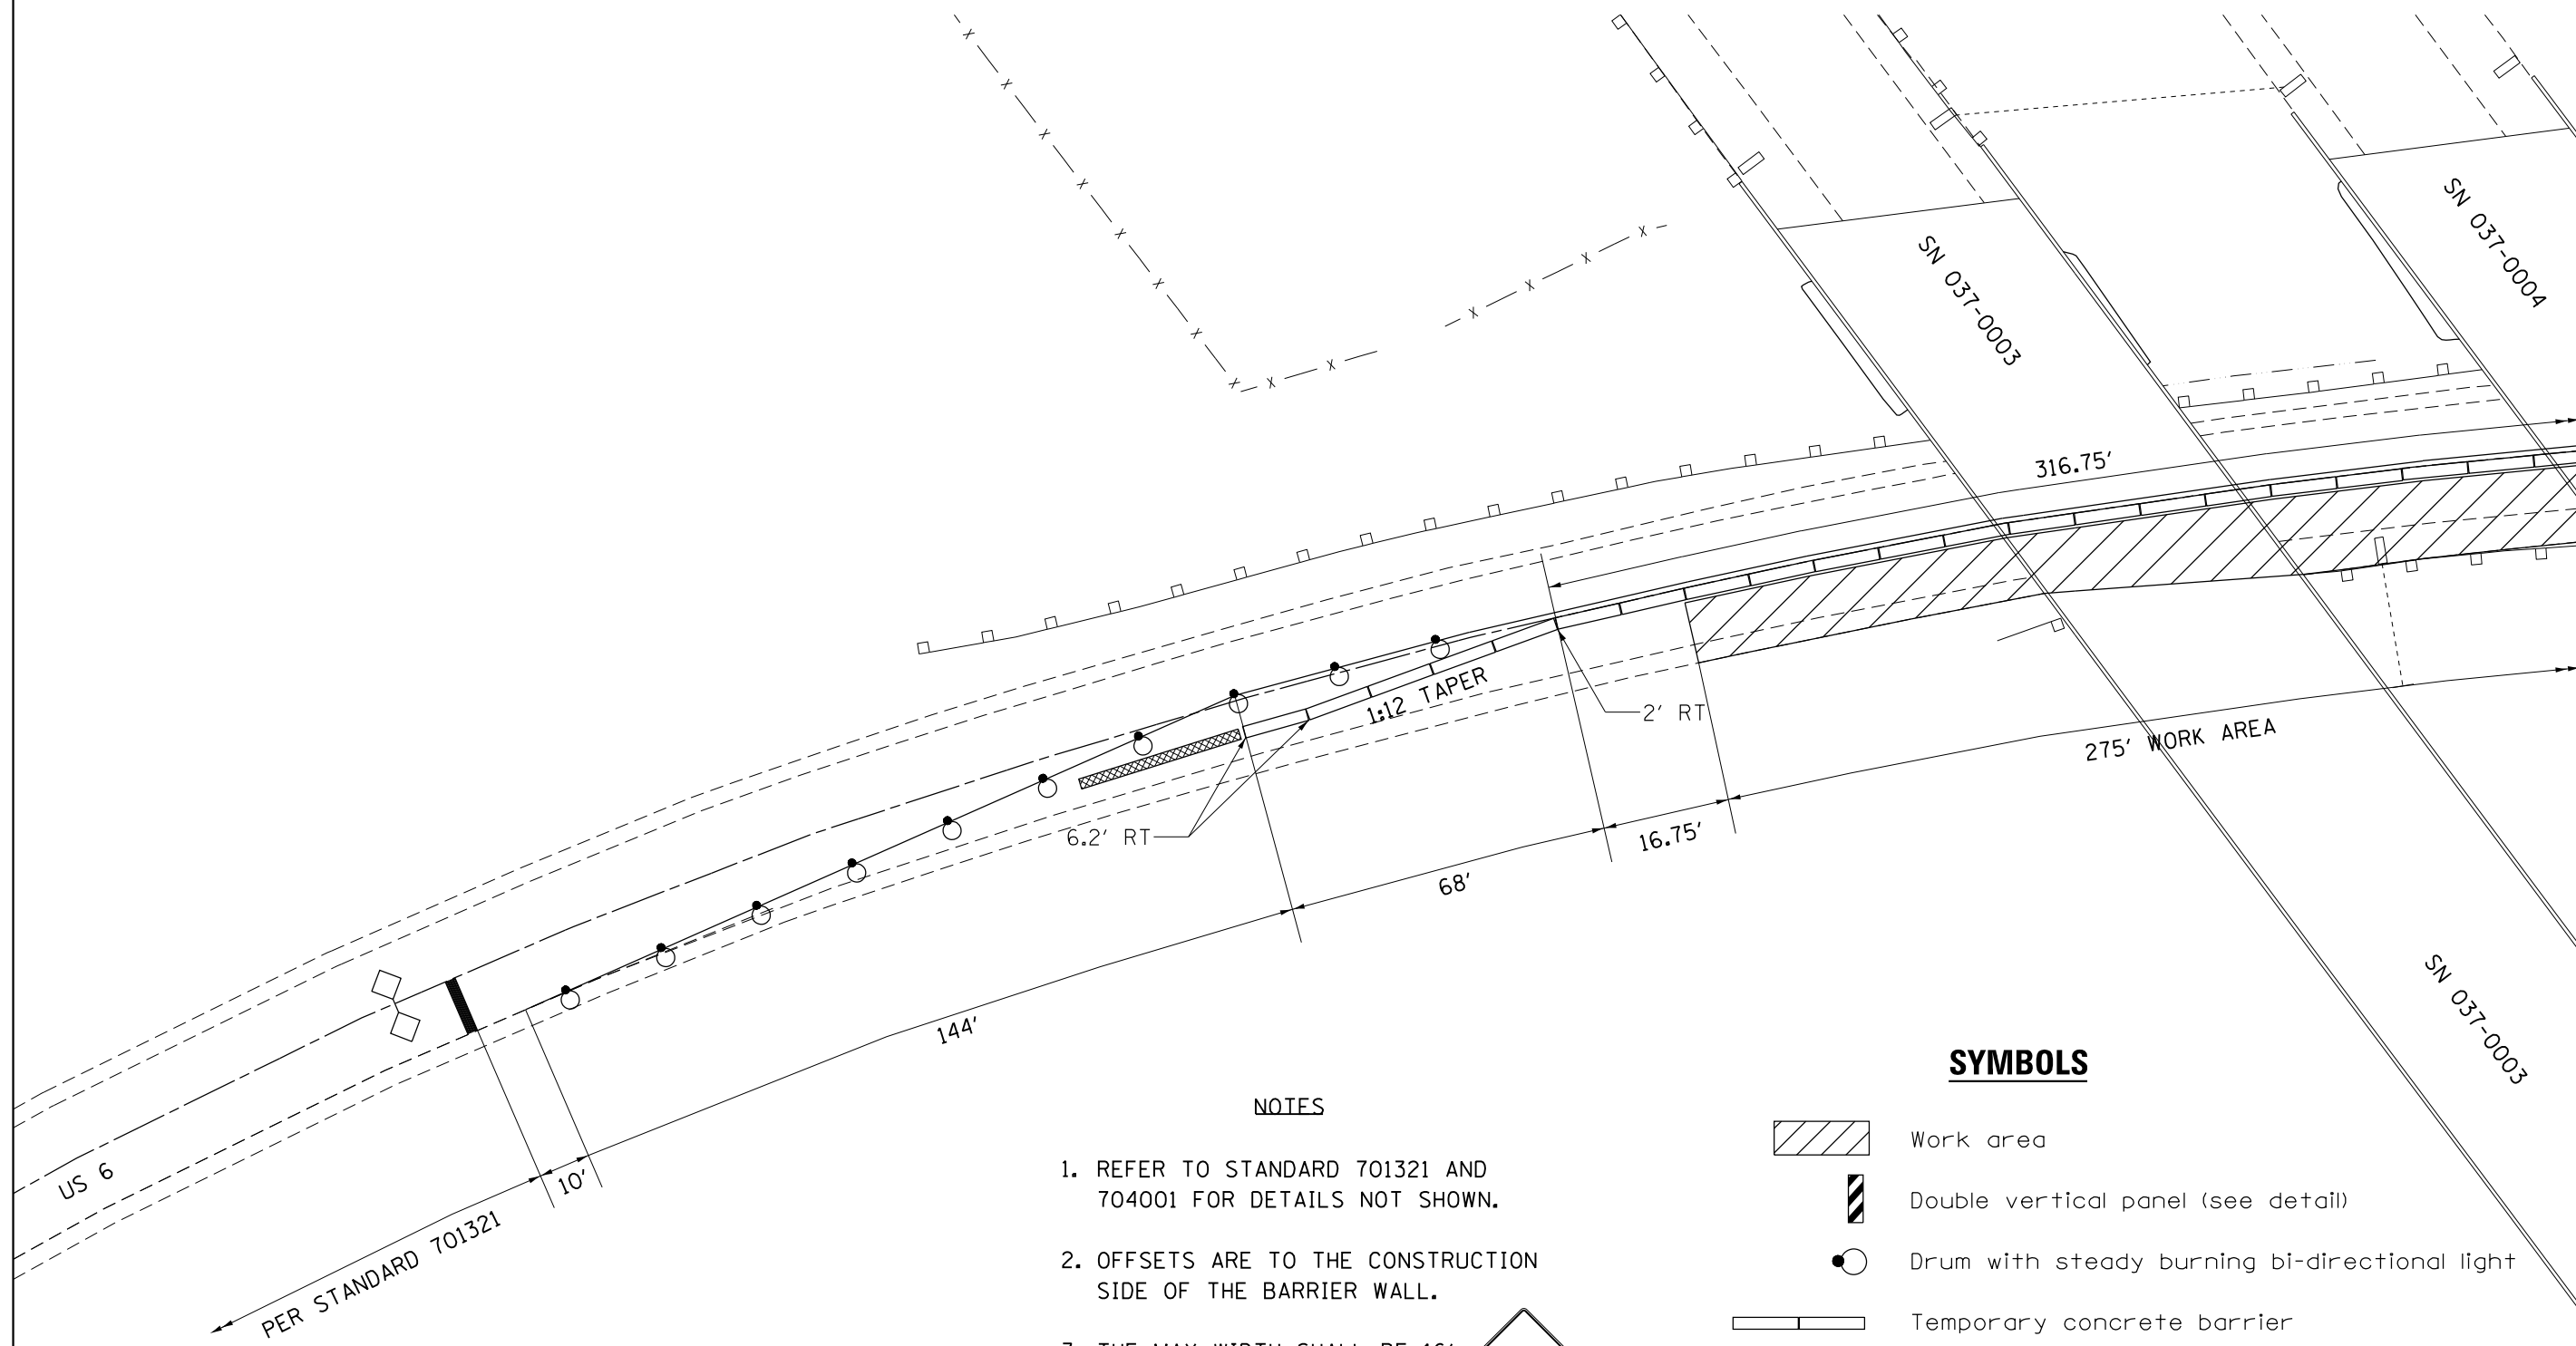 SN 037-0003
SN 037-0004
316.75'
1:12 TAPER
2' RT
6.2' RT
275' WORK AREA
16.75'
68'
144'
10'
US 6
PER STANDARD 701321
SN 037-0003
NOTES
1. REFER TO STANDARD 701321 AND
704001 FOR DETAILS NOT SHOWN.
2. OFFSETS ARE TO THE CONSTRUCTION
SIDE OF THE BARRIER WALL.
SYMBOLS
Work area
Double vertical panel (see detail)
Drum with steady burning bi-directional light
Temporary concrete barrier